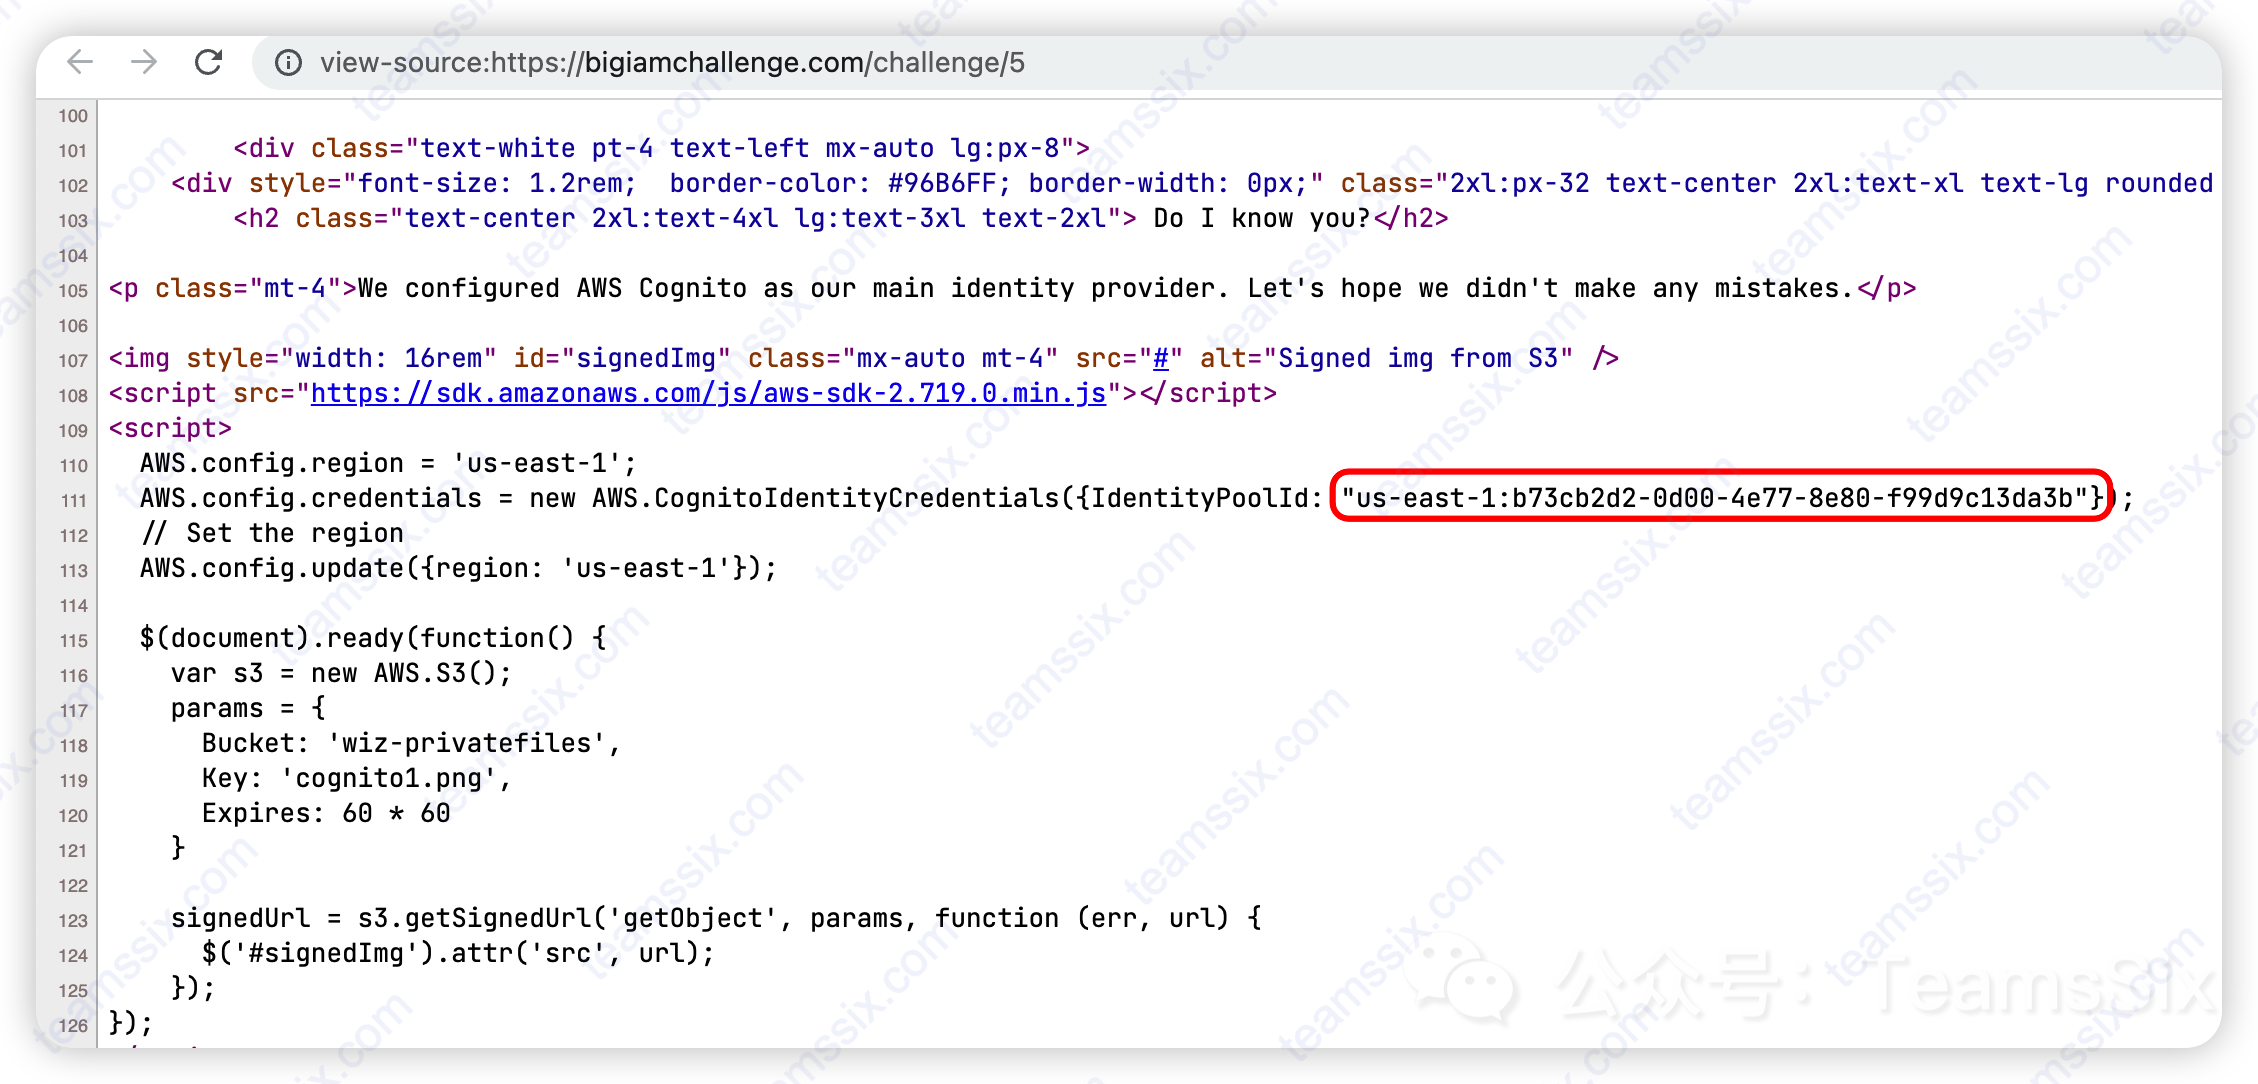 view-source:https://bigiamchallenge.com/challenge/5
100
101 <div class="text-white pt-4 text-left mx-auto lg:px-8">
102 <div style="font-size: 1.2rem;  border-color: #96B6FF; border-width: 0px;" class="2xl:px-32 text-center 2xl:text-xl text-lg rounded
103 <h2 class="text-center 2xl:text-4xl lg:text-3xl text-2xl"> Do I know you?</h2>
104
105 <p class="mt-4">We configured AWS Cognito as our main identity provider. Let's hope we didn't make any mistakes.</p>
106
107 <img style="width: 16rem" id="signedImg" class="mx-auto mt-4" src="#" alt="Signed img from S3" />
108 <script src="https://sdk.amazonaws.com/js/aws-sdk-2.719.0.min.js"></script>
109 <script>
110 AWS.config.region = 'us-east-1';
111 AWS.config.credentials = new AWS.CognitoIdentityCredentials({IdentityPoolId: "us-east-1:b73cb2d2-0d00-4e77-8e80-f99d9c13da3b"});
112 // Set the region
113 AWS.config.update({region: 'us-east-1'});
114
115 $(document).ready(function() {
116 var s3 = new AWS.S3();
117 params = {
118 Bucket: 'wiz-privatefiles',
119 Key: 'cognito1.png',
120 Expires: 60 * 60
121 }
122
123 signedUrl = s3.getSignedUrl('getObject', params, function (err, url) {
124 $('#signedImg').attr('src', url);
125 });
126 });
公众号: TeamsSix
teamssix.com